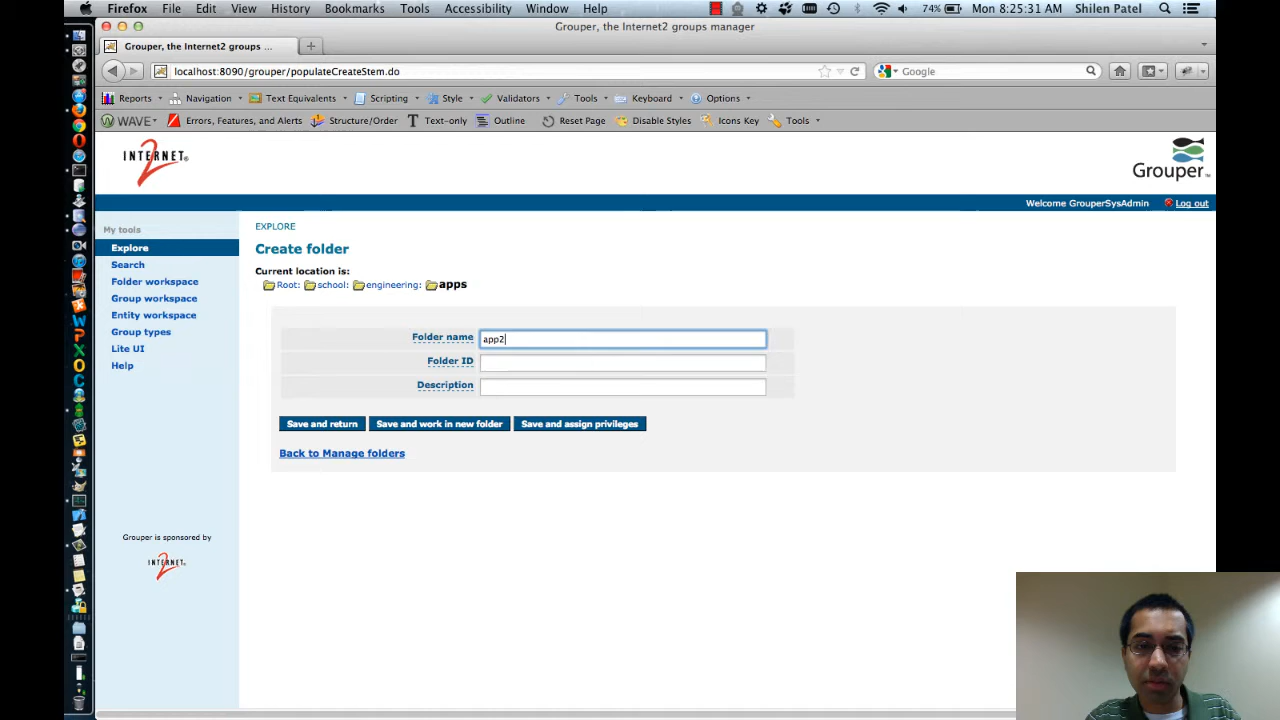 Firefox File Edit View History Bookmarks Tools Accessibility Window Help 74% Mon 8:25:31 AM Shilen Patel
Grouper, the Internet2 groups manager
Grouper, the Internet2 groups ...
localhost:8090/grouper/populateCreateStem.do Google
Reports Navigation Text Equivalents Scripting Style Validators Tools Keyboard Options
WAVE Errors, Features, and Alerts Structure/Order Text-only Outline Reset Page Disable Styles Icons Key Tools
INTERNET 2
Grouper
Welcome GrouperSysAdmin Log out
My tools
Explore
Search
Folder workspace
Group workspace
Entity workspace
Group types
Lite UI
Help
Grouper is sponsored by
INTERNET 2
EXPLORE
Create folder
Current location is:
Root: school: engineering: apps
Folder name app2
Folder ID
Description
Save and return Save and work in new folder Save and assign privileges
Back to Manage folders